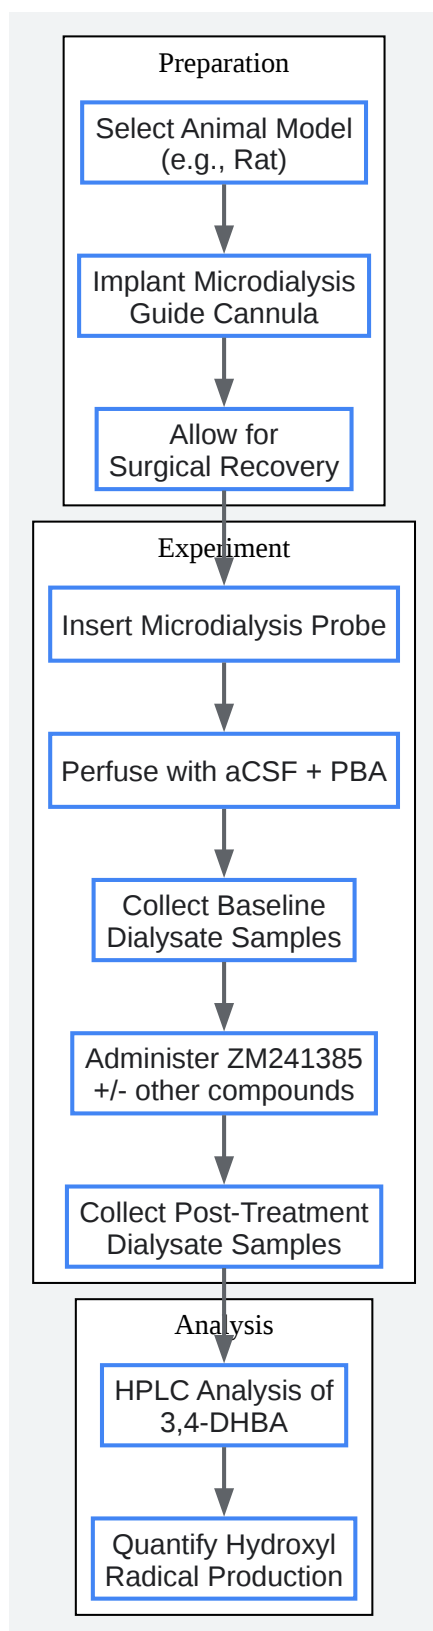 Preparation
Select Animal Model
(e.g., Rat)
Implant Microdialysis
Guide Cannula
Allow for
Surgical Recovery
Experiment
Insert Microdialysis Probe
Perfuse with aCSF + PBA
Collect Baseline
Dialysate Samples
Administer ZM241385
+/- other compounds
Collect Post-Treatment
Dialysate Samples
Analysis
HPLC Analysis of
3,4-DHBA
Quantify Hydroxyl
Radical Production